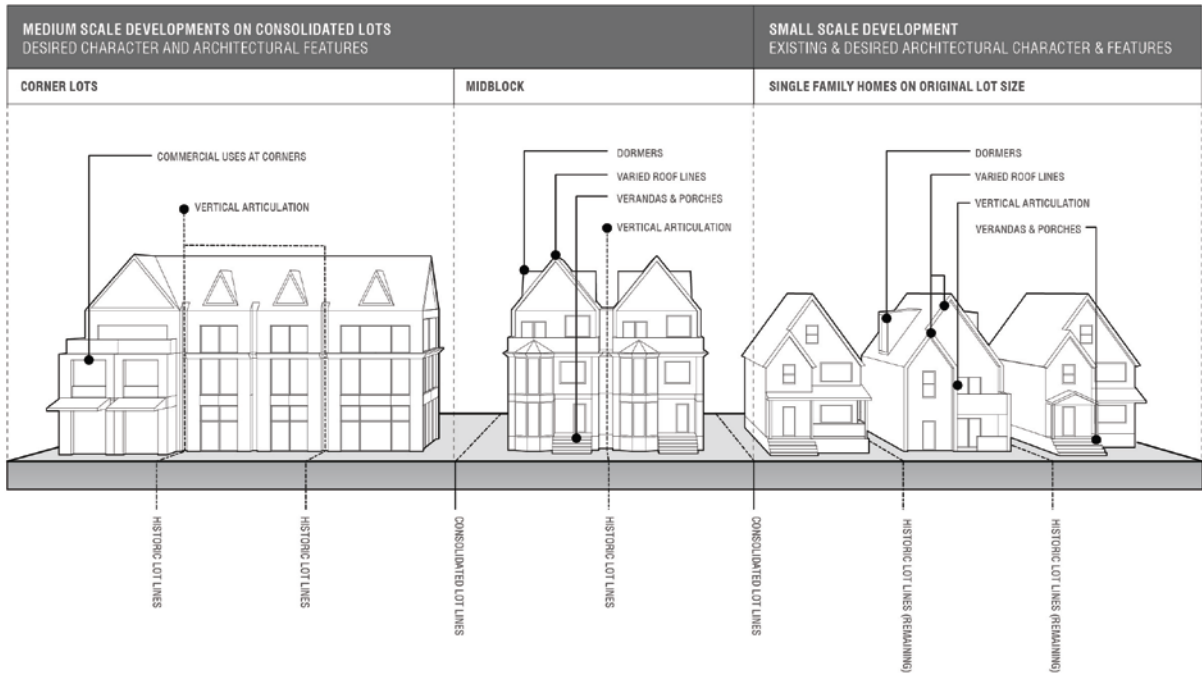 MEDIUM SCALE DEVELOPMENTS ON CONSOLIDATED LOTS
DESIRED CHARACTER AND ARCHITECTURAL FEATURES
SMALL SCALE DEVELOPMENT
EXISTING & DESIRED ARCHITECTURAL CHARACTER & FEATURES
CORNER LOTS
MIDBLOCK
SINGLE FAMILY HOMES ON ORIGINAL LOT SIZE
COMMERCIAL USES AT CORNERS
VERTICAL ARTICULATION
DORMERS
VARIED ROOF LINES
VERANDAS & PORCHES
VERTICAL ARTICULATION
DORMERS
VARIED ROOF LINES
VERTICAL ARTICULATION
VERANDAS & PORCHES
HISTORIC LOT LINES
HISTORIC LOT LINES
CONSOLIDATED LOT LINES
HISTORIC LOT LINES
CONSOLIDATED LOT LINES
HISTORIC LOT LINES (REMAINING)
HISTORIC LOT LINES (REMAINING)